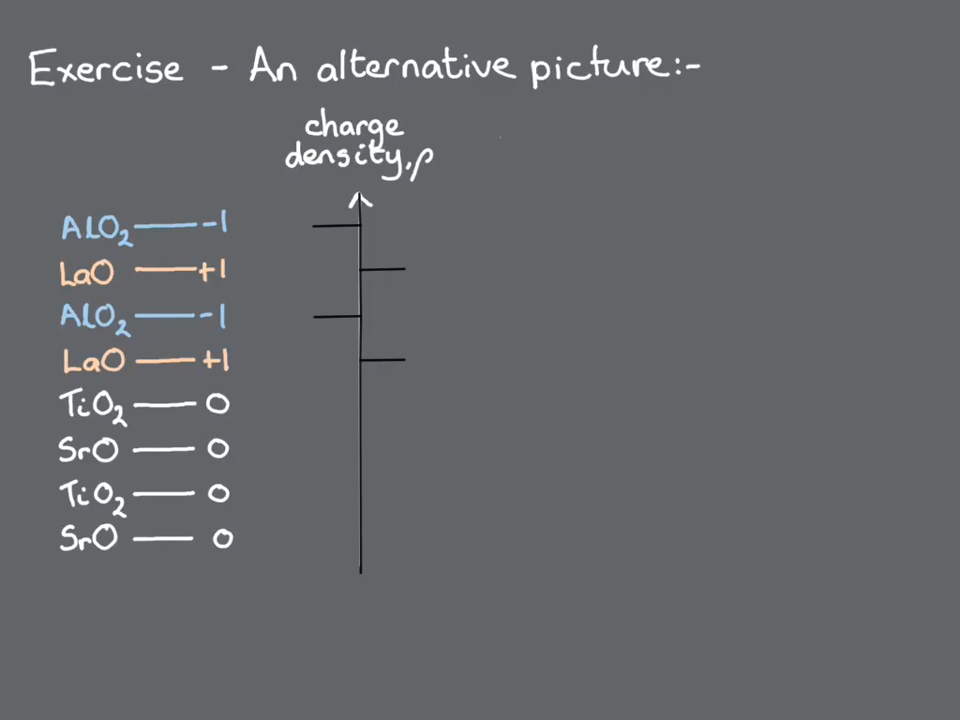 Exercise - An alternative picture:-
charge
density, ρ
AlO₂ -1
LaO +1
AlO₂ -1
LaO +1
TiO₂ 0
SrO 0
TiO₂ 0
SrO 0